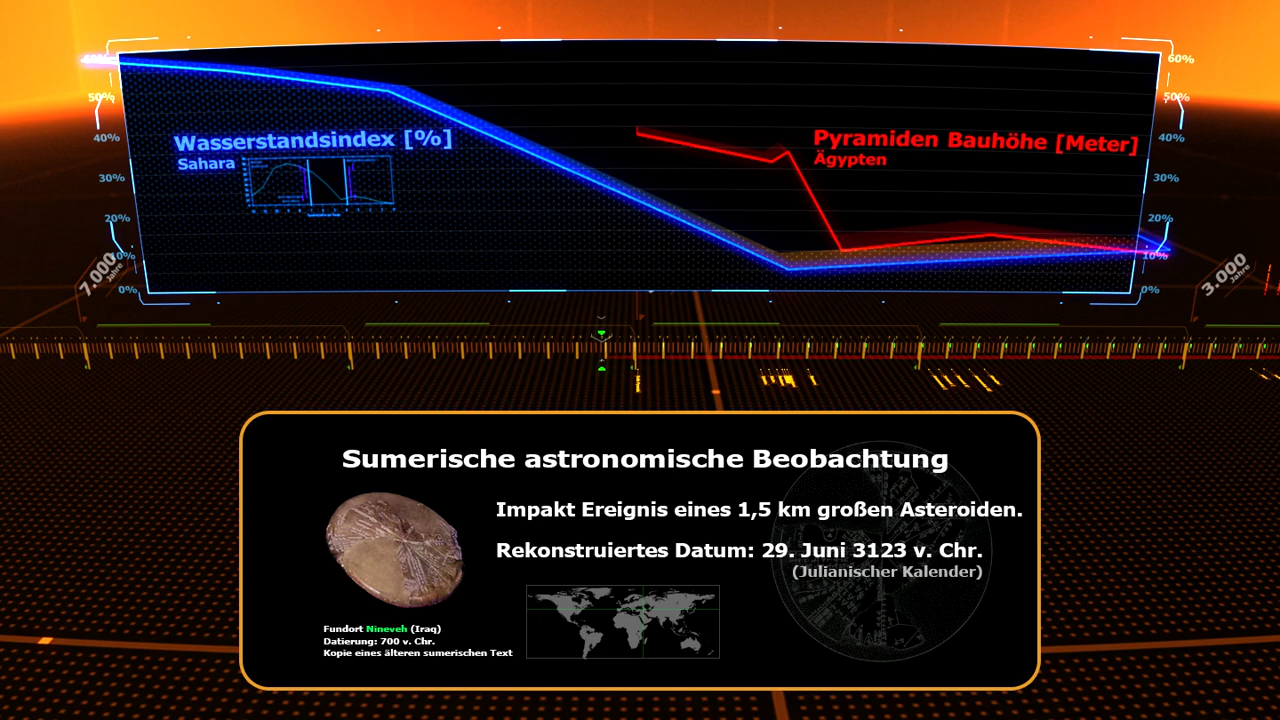 60%
60%
50%
50%
40%
40%
Wasserstandsindex [%]
Sahara
Pyramiden Bauhöhe [Meter]
Ägypten
30%
30%
20%
20%
10%
10%
0%
0%
7.000
Jahre
3.000
Jahre
Sumerische astronomische Beobachtung
Impakt Ereignis eines 1,5 km großen Asteroiden.
Rekonstruiertes Datum: 29. Juni 3123 v. Chr.
(Julianischer Kalender)
Fundort Nineveh (Iraq)
Datierung: 700 v. Chr.
Kopie eines älteren sumerischen Text